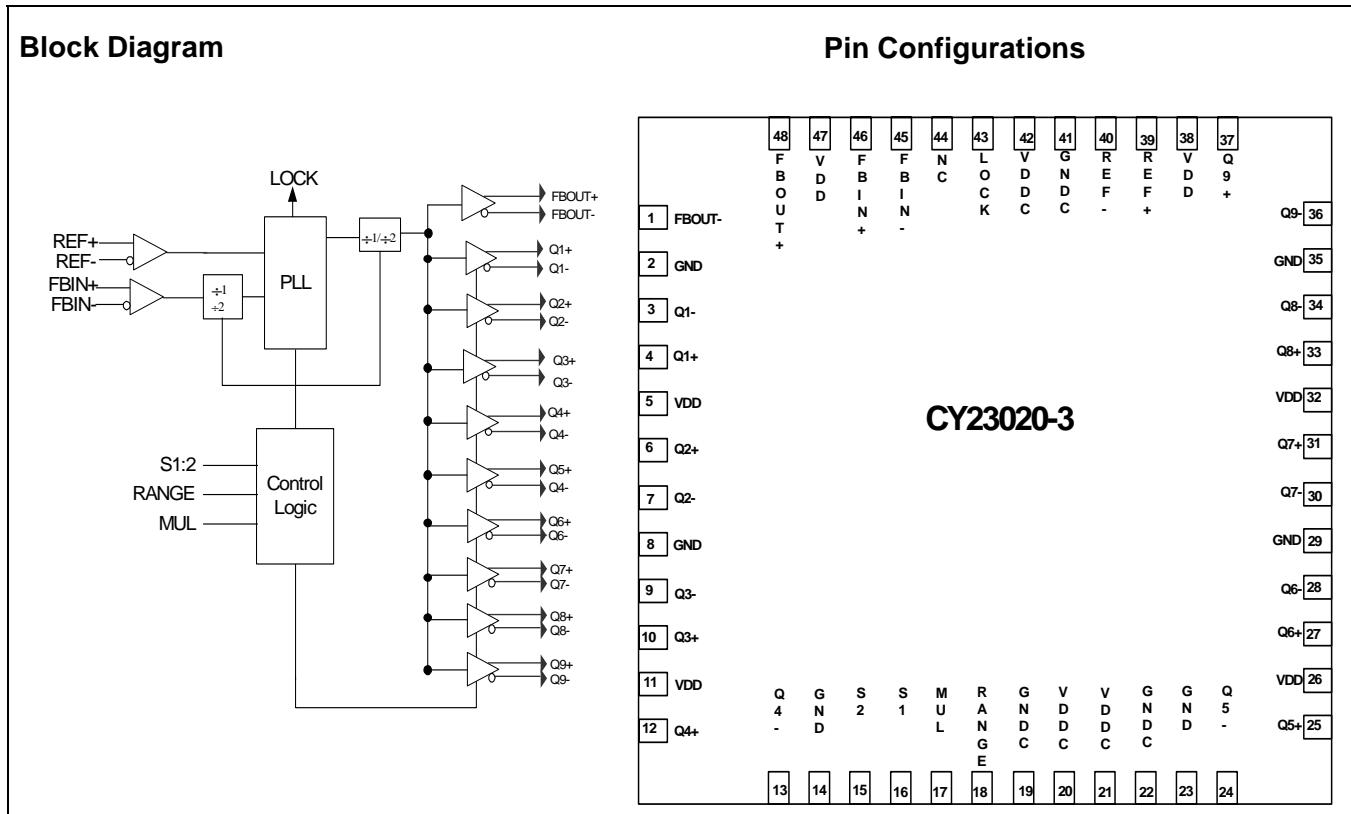 Block Diagram
Pin Configurations
LOCK
REF+
REF-
FBIN+
FBIN-
÷1
÷2
PLL
÷1/÷2
S1:2
RANGE
MUL
Control
Logic
FBOUT+
FBOUT-
Q1+
Q1-
Q2+
Q2-
Q3+
Q3-
Q4+
Q4-
Q5+
Q4-
Q6+
Q6-
Q7+
Q7-
Q8+
Q8-
Q9+
Q9-
48 FBOUT+
47 VDD
46 FBIN+
45 FBIN-
44 NC
43 LOCK
42 VDDC
41 GNDC
40 REF-
39 REF+
38 VDD
37 Q9+
1 FBOUT-
2 GND
3 Q1-
4 Q1+
5 VDD
6 Q2+
7 Q2-
8 GND
9 Q3-
10 Q3+
11 VDD
12 Q4+
CY23020-3
Q9- 36
GND 35
Q8- 34
Q8+ 33
VDD 32
Q7+ 31
Q7- 30
GND 29
Q6- 28
Q6+ 27
VDD 26
Q5+ 25
Q4- 13
GND 14
S2 15
S1 16
MUL 17
RANGE 18
GNDC 19
VDDC 20
VDDC 21
GNDC 22
GND 23
Q5- 24